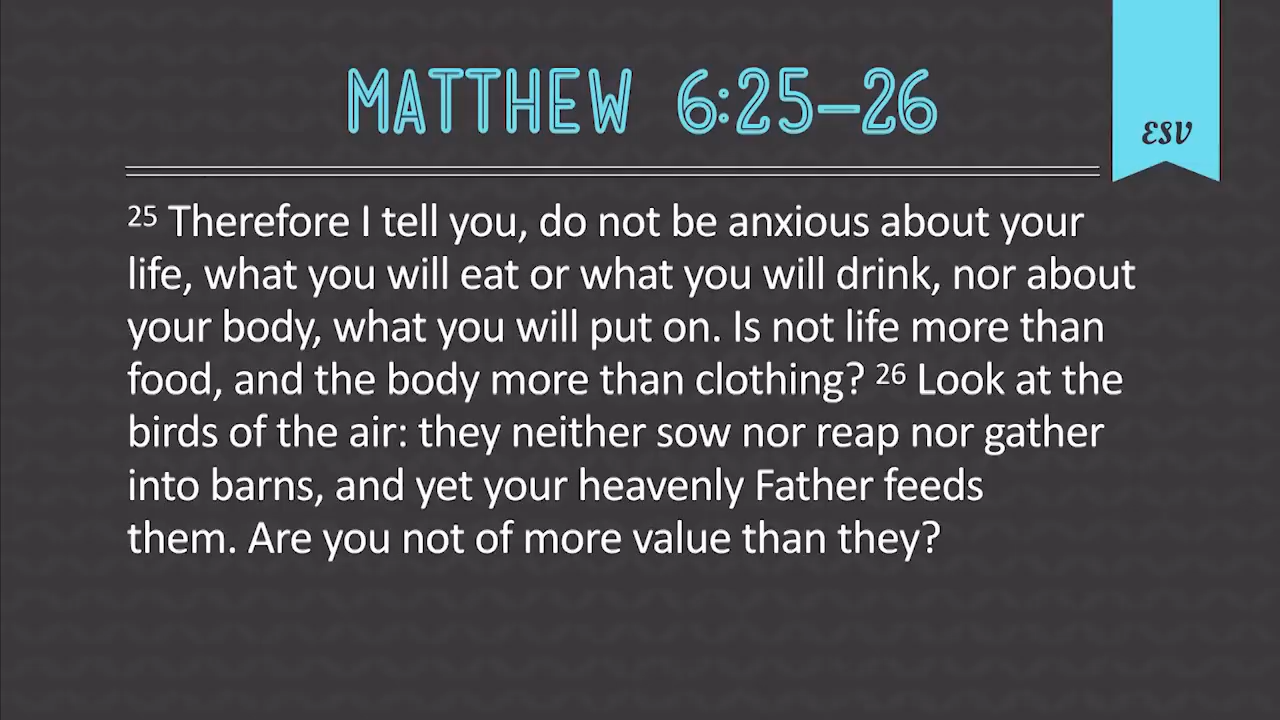 MATTHEW 6:25–26
ESV
25 Therefore I tell you, do not be anxious about your
life, what you will eat or what you will drink, nor about
your body, what you will put on. Is not life more than
food, and the body more than clothing? 26 Look at the
birds of the air: they neither sow nor reap nor gather
into barns, and yet your heavenly Father feeds
them. Are you not of more value than they?